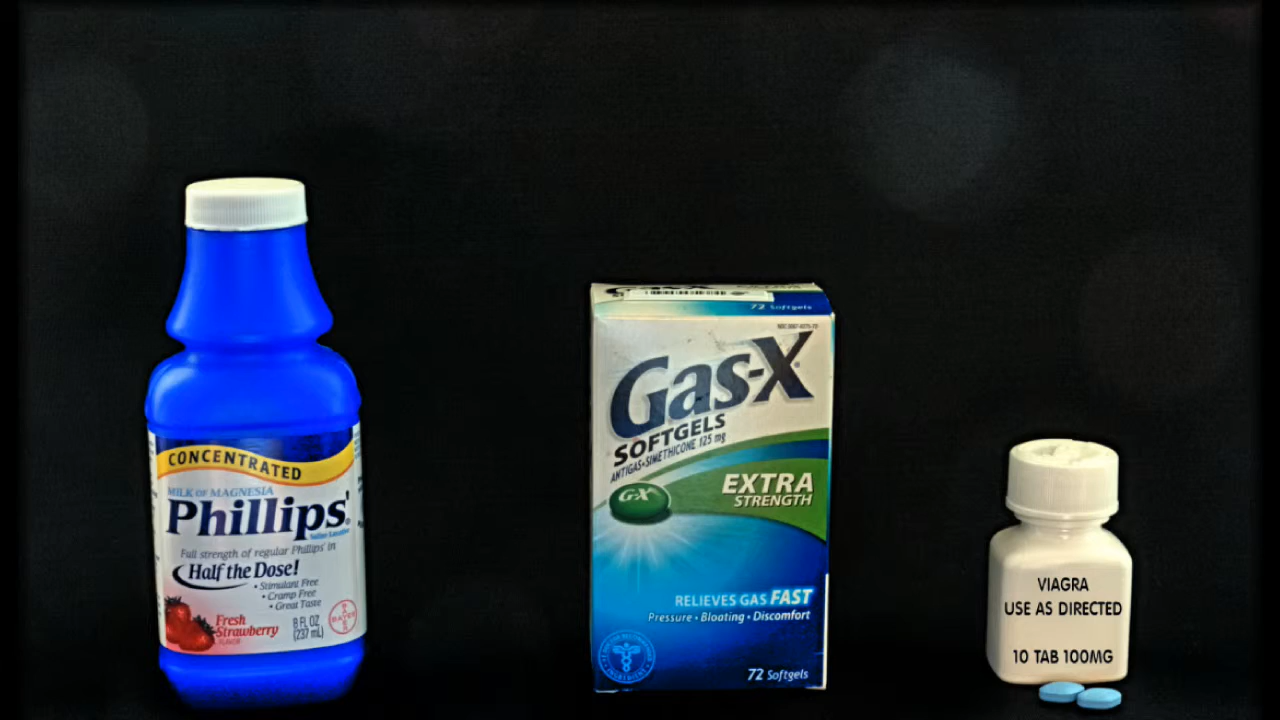 CONCENTRATED
MILK OF MAGNESIA
Phillips'
Full strength of regular Phillips' in
Half the Dose!
• Stimulant Free
• Cramp Free
• Great Taste
Fresh
Strawberry
FLAVOR
8 FL OZ
(237 mL)
BAYER
72 Softgels
Gas-X
SOFTGELS
ANTIGAS • SIMETHICONE 125 mg
G-X
EXTRA
STRENGTH
RELIEVES GAS FAST
Pressure • Bloating • Discomfort
72 Softgels
VIAGRA
USE AS DIRECTED
10 TAB 100MG